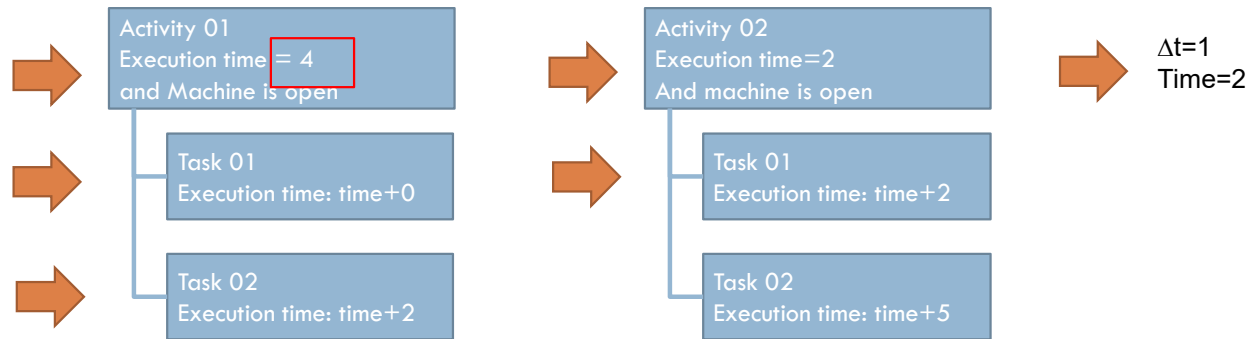 Activity 01
Execution time = 4
and Machine is open
Task 01
Execution time: time+0
Task 02
Execution time: time+2
Activity 02
Execution time=2
And machine is open
Task 01
Execution time: time+2
Task 02
Execution time: time+5
Δt=1
Time=2